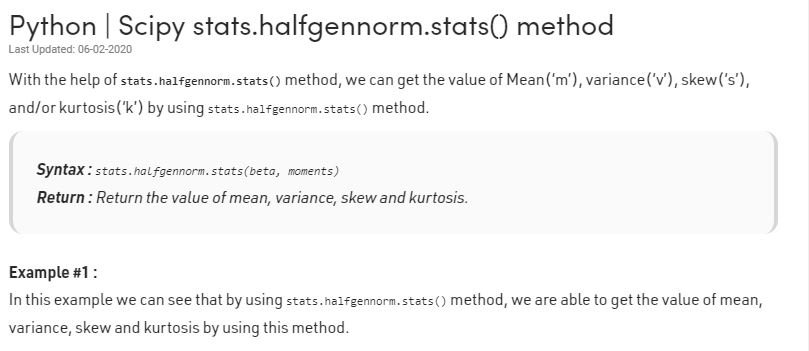 Python | Scipy stats.halfgennorm.stats() method
Last Updated: 06-02-2020
With the help of stats.halfgennorm.stats() method, we can get the value of Mean(‘m’), variance(‘v’), skew(‘s’),
and/or kurtosis(‘k’) by using stats.halfgennorm.stats() method.
Syntax : stats.halfgennorm.stats(beta, moments)
Return : Return the value of mean, variance, skew and kurtosis.
Example #1 :
In this example we can see that by using stats.halfgennorm.stats() method, we are able to get the value of mean,
variance, skew and kurtosis by using this method.